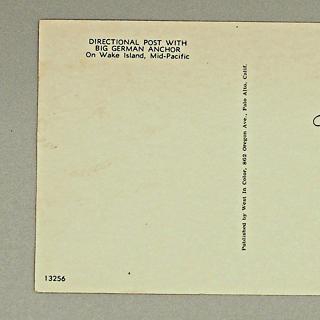 DIRECTIONAL POST WITH
BIG GERMAN ANCHOR
On Wake Island, Mid-Pacific
Published by West In Color, 862 Oregon Ave., Palo Alto, Calif.
13256